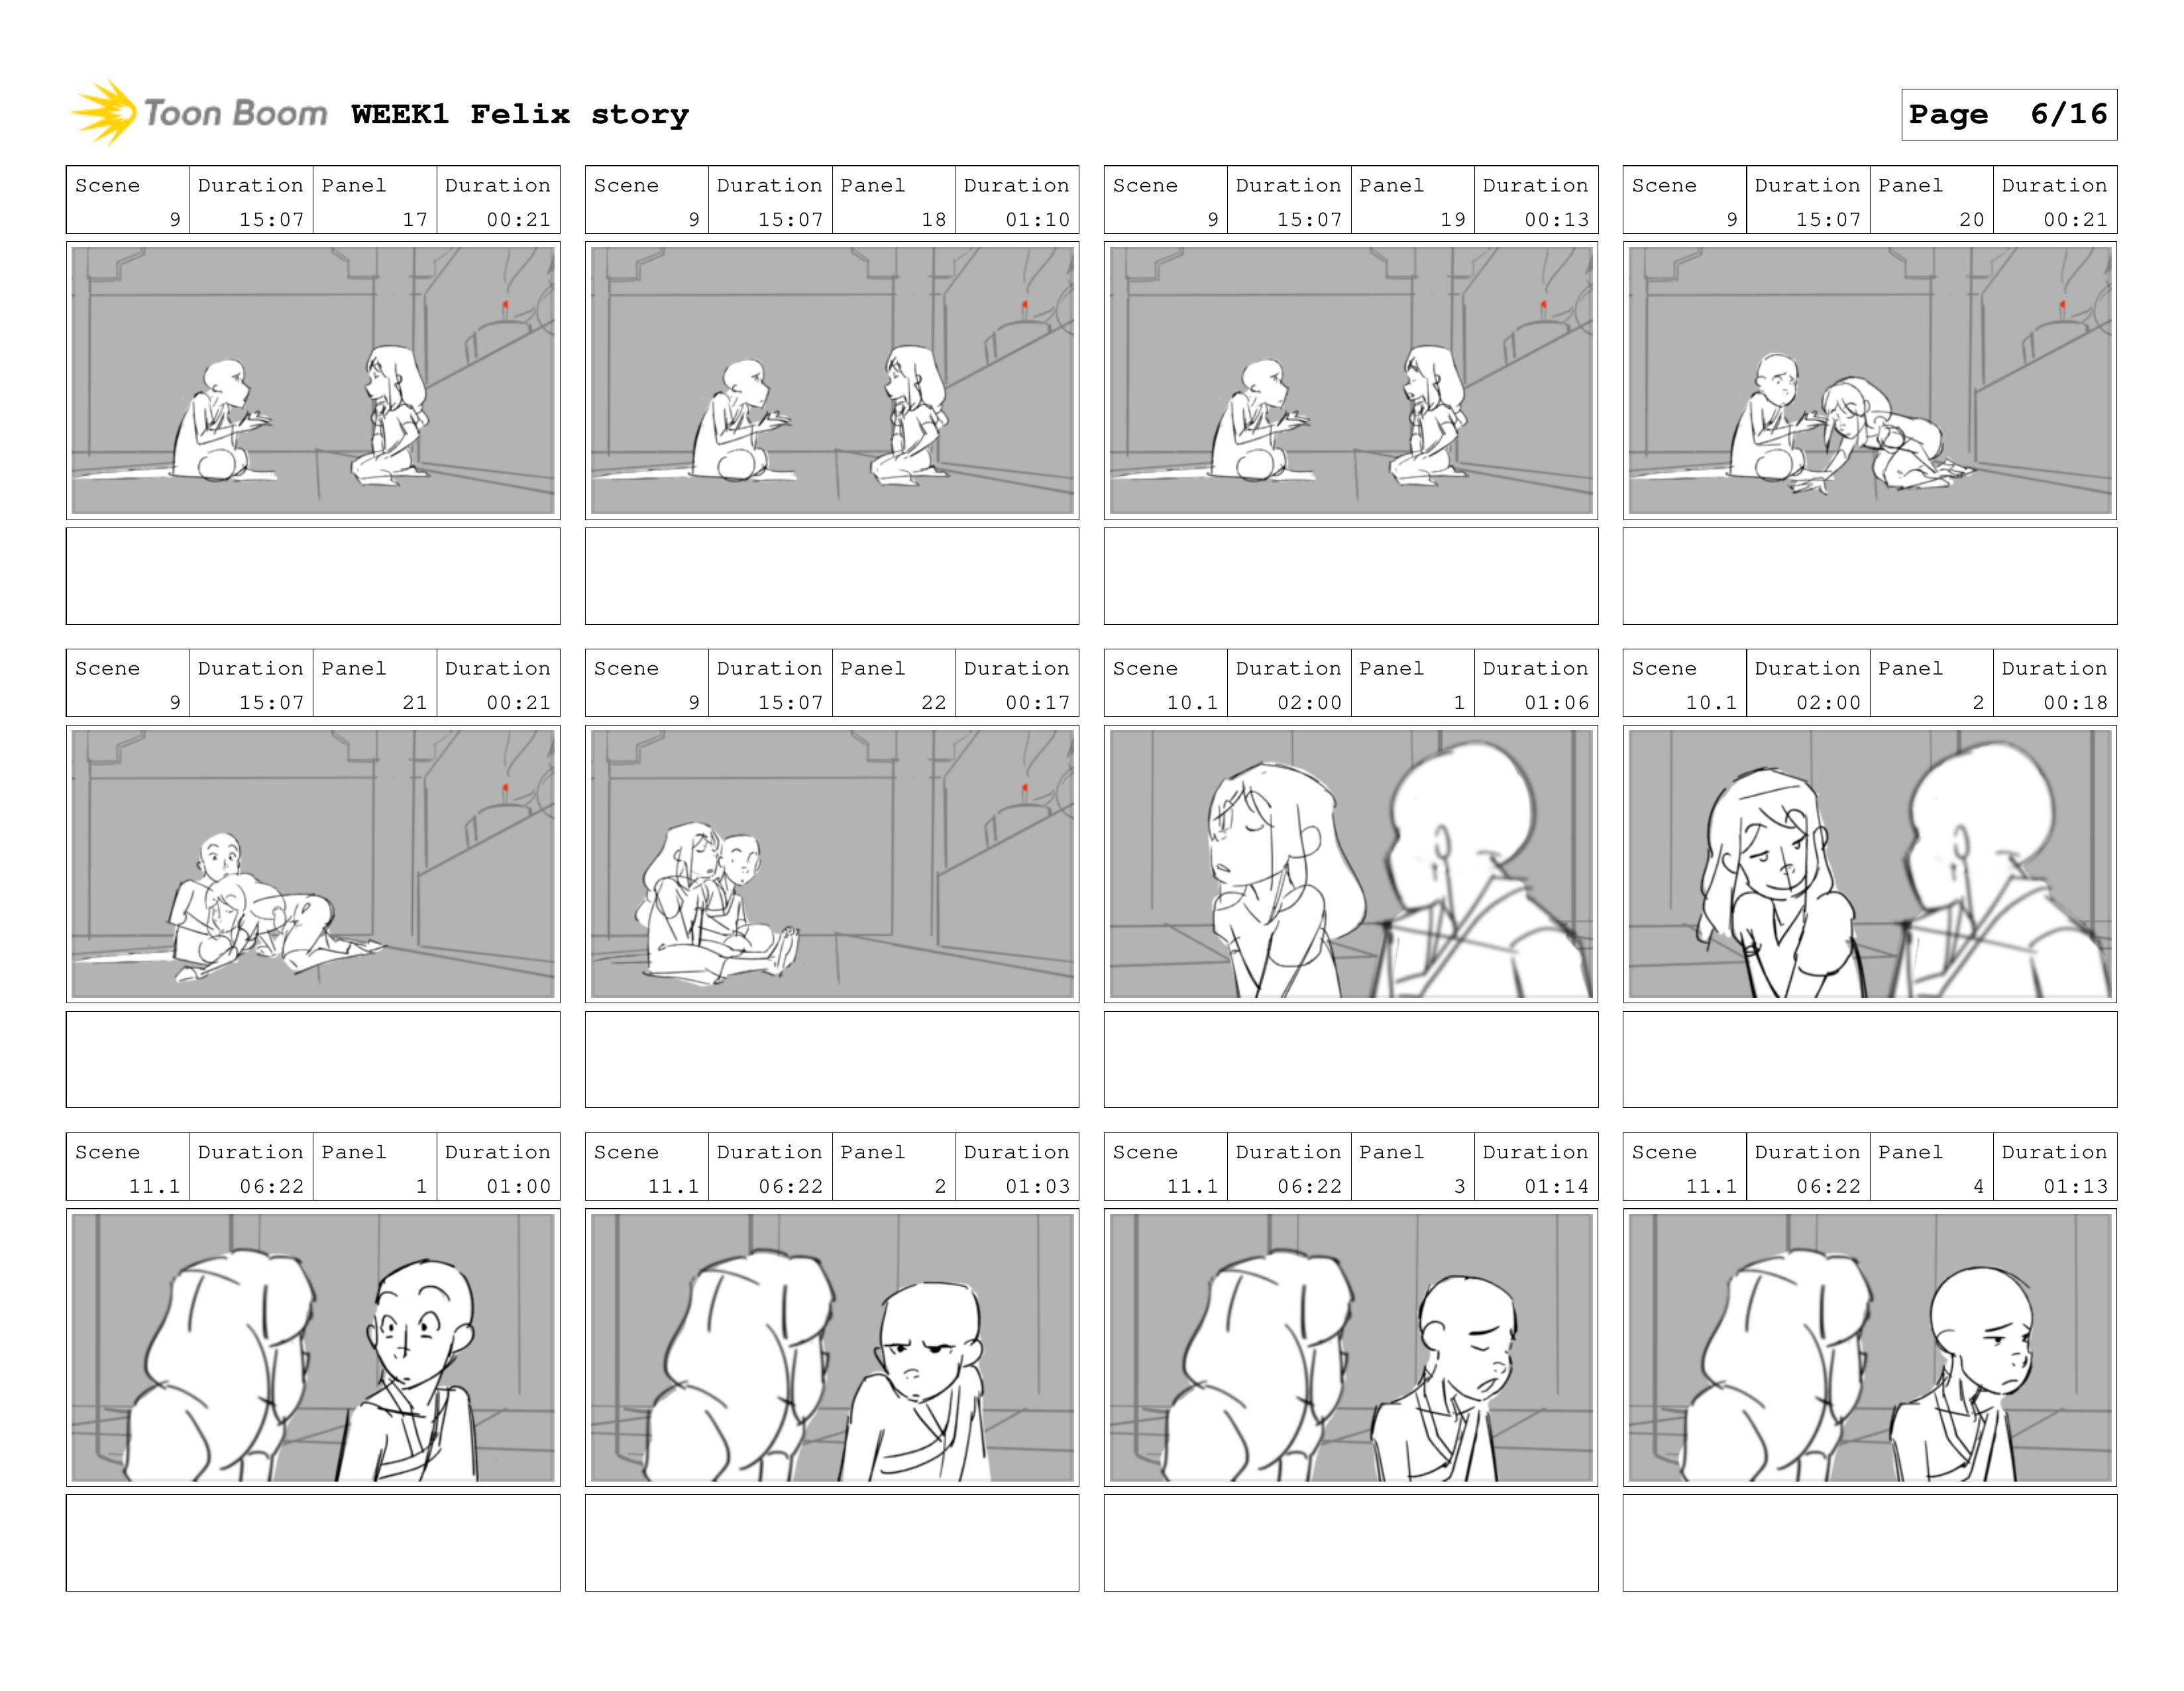 Toon Boom WEEK1 Felix story Page 6/16
Scene Duration Panel Duration Scene Duration Panel Duration Scene Duration Panel Duration Scene Duration Panel Duration
9 15:07 17 00:21 9 15:07 18 01:10 9 15:07 19 00:13 9 15:07 20 00:21
Scene Duration Panel Duration Scene Duration Panel Duration Scene Duration Panel Duration Scene Duration Panel Duration
9 15:07 21 00:21 9 15:07 22 00:17 10.1 02:00 1 01:06 10.1 02:00 2 00:18
Scene Duration Panel Duration Scene Duration Panel Duration Scene Duration Panel Duration Scene Duration Panel Duration
11.1 06:22 1 01:00 11.1 06:22 2 01:03 11.1 06:22 3 01:14 11.1 06:22 4 01:13